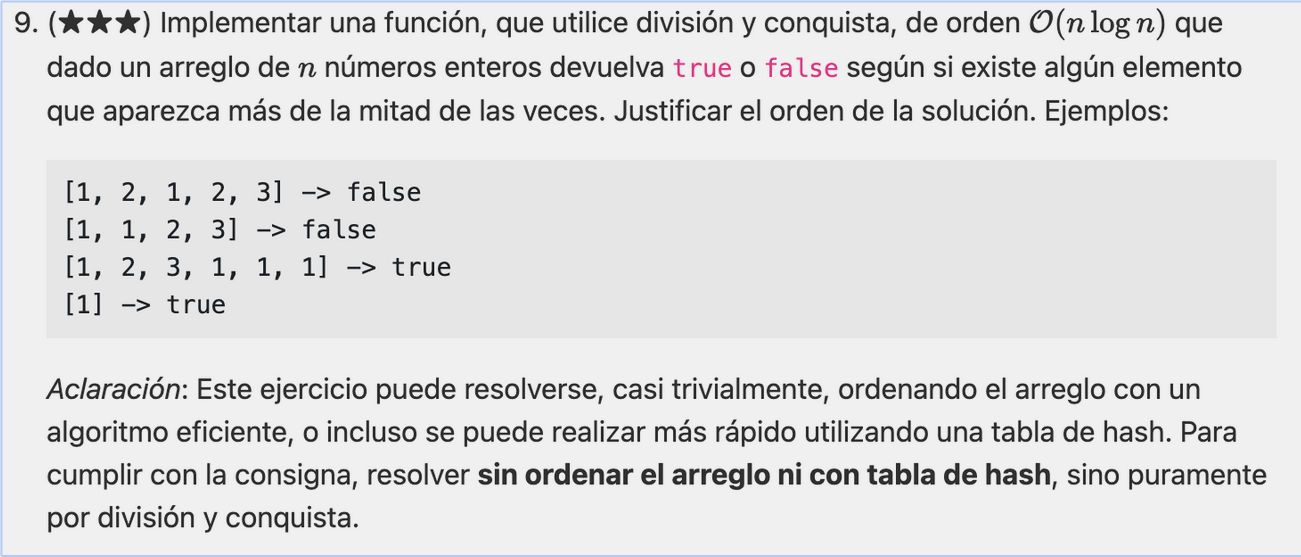 9. (★★★) Implementar una función, que utilice división y conquista, de orden O(n log n) que
dado un arreglo de n números enteros devuelva true o false según si existe algún elemento
que aparezca más de la mitad de las veces. Justificar el orden de la solución. Ejemplos:
[1, 2, 1, 2, 3] -> false
[1, 1, 2, 3] -> false
[1, 2, 3, 1, 1, 1] -> true
[1] -> true
Aclaración: Este ejercicio puede resolverse, casi trivialmente, ordenando el arreglo con un
algoritmo eficiente, o incluso se puede realizar más rápido utilizando una tabla de hash. Para
cumplir con la consigna, resolver sin ordenar el arreglo ni con tabla de hash, sino puramente
por división y conquista.